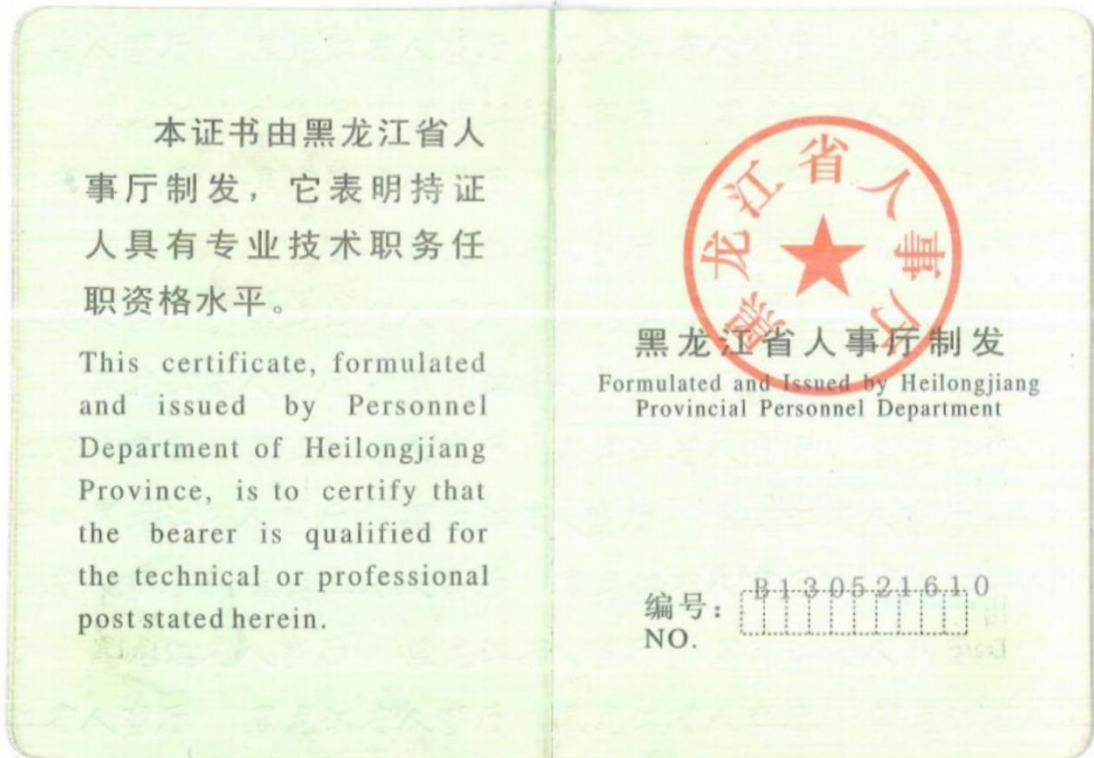 本证书由黑龙江省人
事厅制发，它表明持证
人具有专业技术职务任
职资格水平。
This certificate, formulated
and issued by Personnel
Department of Heilongjiang
Province, is to certify that
the bearer is qualified for
the technical or professional
post stated herein.
黑龙江省人事厅
黑龙江省人事厅制发
Formulated and Issued by Heilongjiang
Provincial Personnel Department
编号：B130521610
NO.